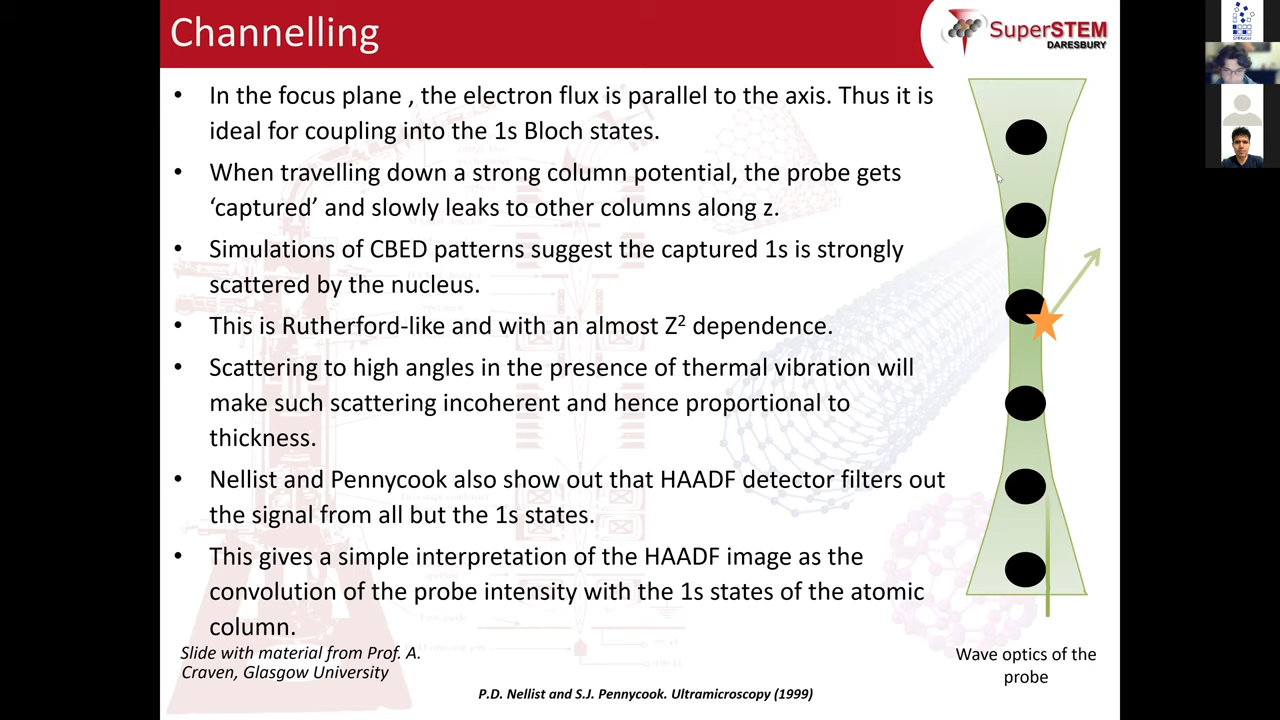 Channelling
SuperSTEM
DARESBURY
• In the focus plane , the electron flux is parallel to the axis. Thus it is
ideal for coupling into the 1s Bloch states.
• When travelling down a strong column potential, the probe gets
‘captured’ and slowly leaks to other columns along z.
• Simulations of CBED patterns suggest the captured 1s is strongly
scattered by the nucleus.
• This is Rutherford-like and with an almost Z² dependence.
• Scattering to high angles in the presence of thermal vibration will
make such scattering incoherent and hence proportional to
thickness.
• Nellist and Pennycook also show out that HAADF detector filters out
the signal from all but the 1s states.
• This gives a simple interpretation of the HAADF image as the
convolution of the probe intensity with the 1s states of the atomic
column.
Slide with material from Prof. A.
Craven, Glasgow University
P.D. Nellist and S.J. Pennycook. Ultramicroscopy (1999)
Wave optics of the
probe